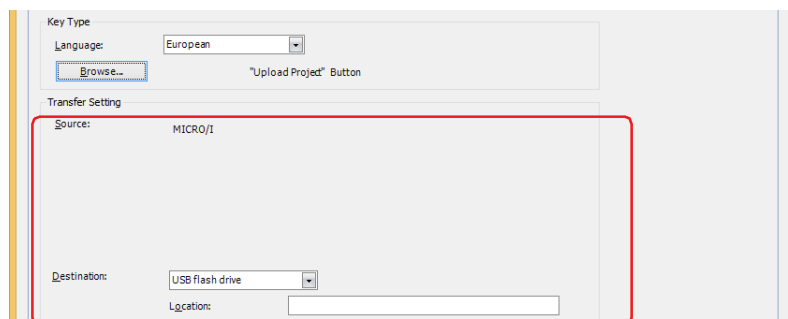 Key Type
Language: European
Browse... "Upload Project" Button
Transfer Setting
Source: MICRO/I
Destination: USB flash drive
Location: